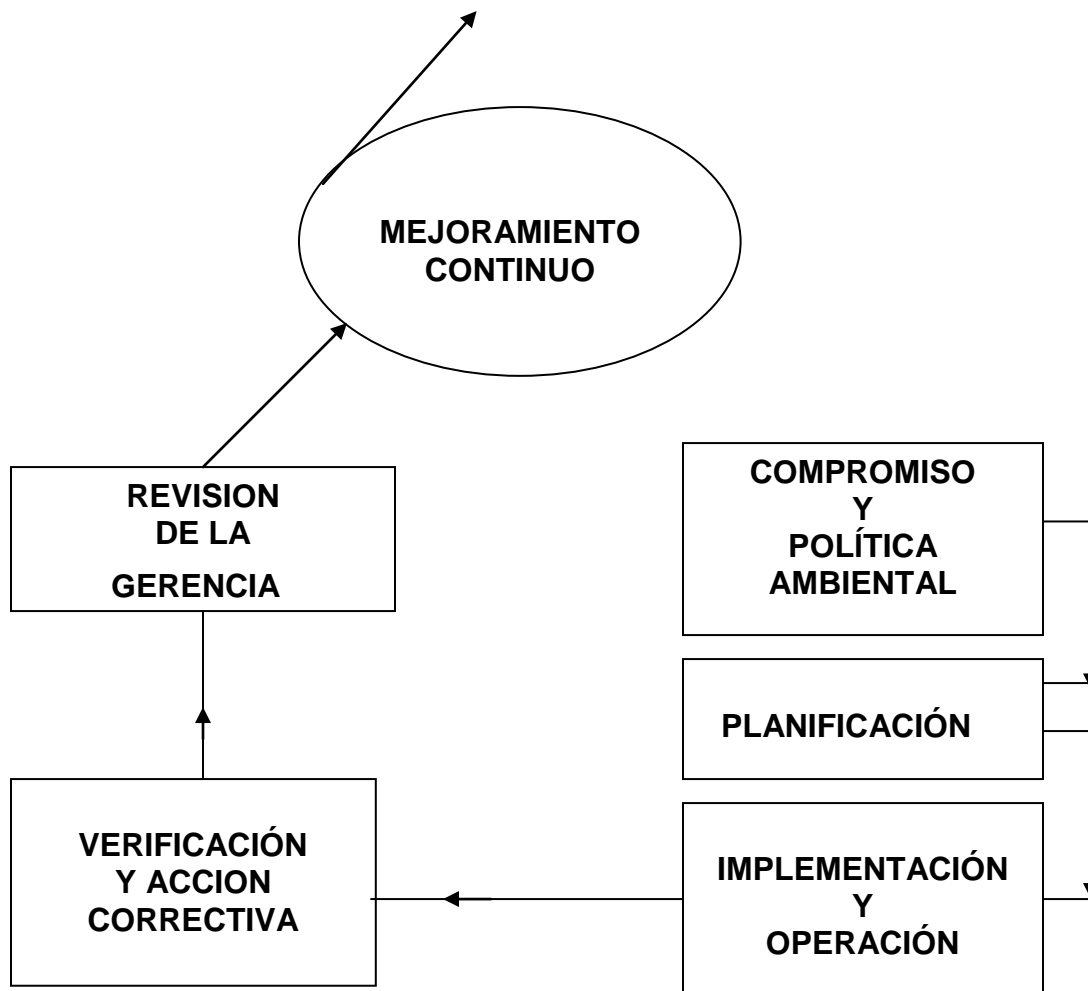 MEJORAMIENTO
CONTINUO
REVISION
DE LA
GERENCIA
COMPROMISO
Y
POLÍTICA
AMBIENTAL
PLANIFICACIÓN
VERIFICACIÓN
Y ACCION
CORRECTIVA
IMPLEMENTACIÓN
Y
OPERACIÓN